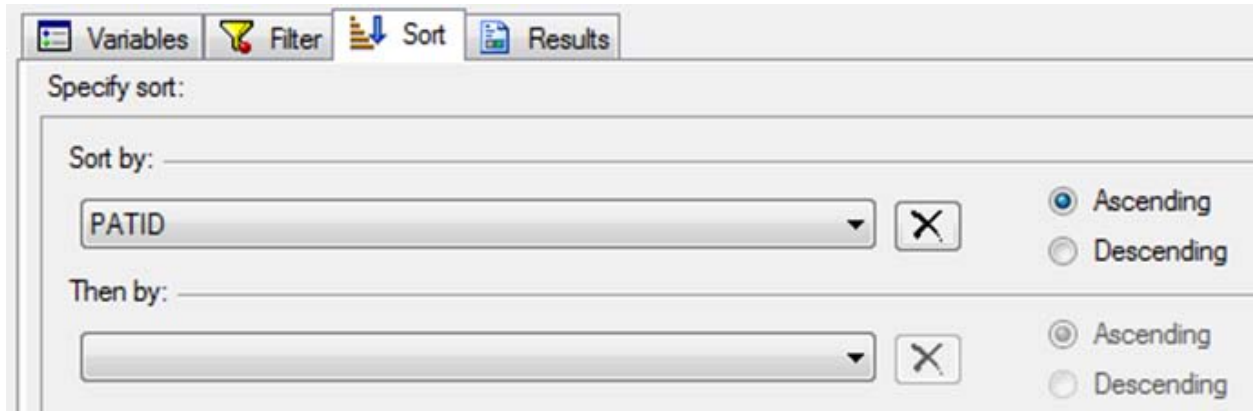 Variables Filter Sort Results
Specify sort:
Sort by:
PATID
Ascending
Descending
Then by:
Ascending
Descending